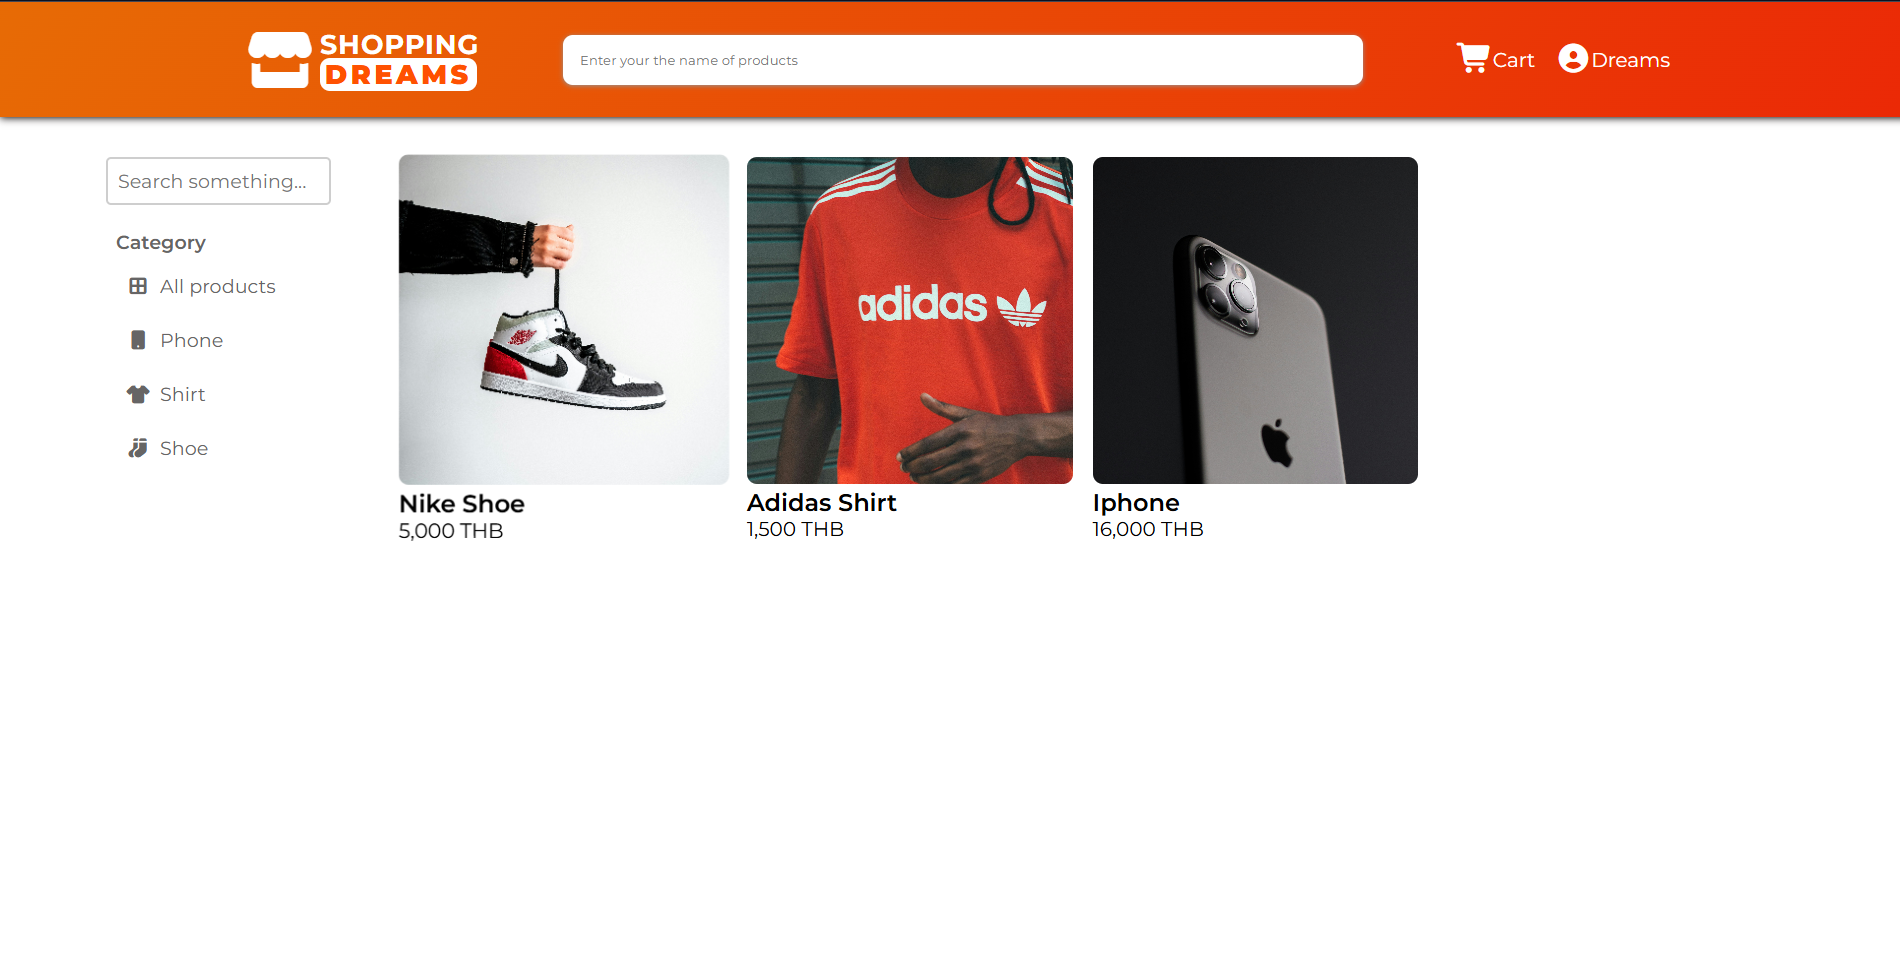 SHOPPING
DREAMS
Enter your the name of products
Cart
Dreams
Search something...
Category
All products
Phone
Shirt
Shoe
adidas
Nike Shoe
5,000 THB
Adidas Shirt
1,500 THB
Iphone
16,000 THB